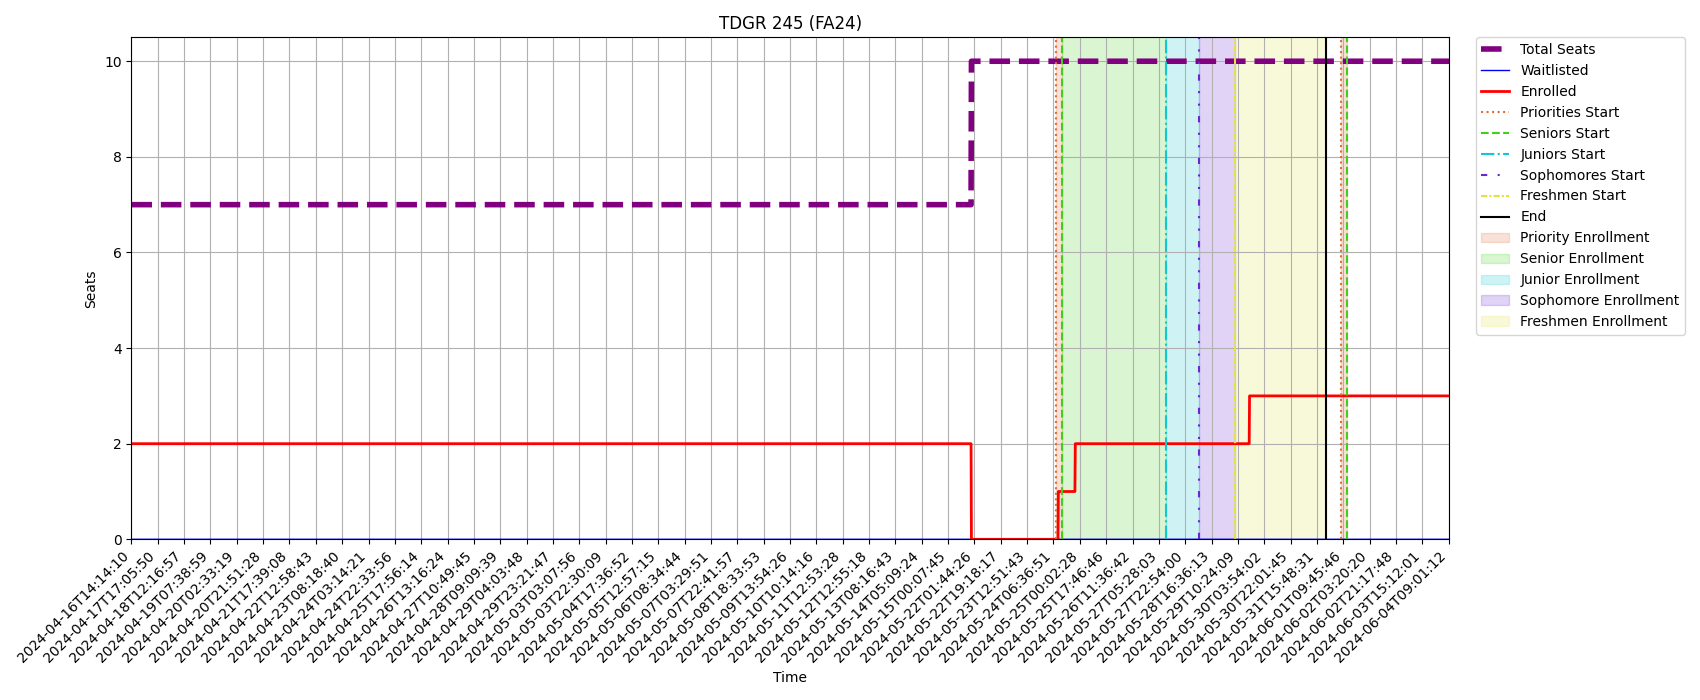 TDGR 245 (FA24)
10
8
6
4
2
0
Seats
2024-04-16T14:14:10
2024-04-17T17:05:50
2024-04-18T12:16:57
2024-04-19T07:38:59
2024-04-20T02:33:19
2024-04-20T21:51:28
2024-04-21T17:39:08
2024-04-22T12:58:43
2024-04-23T08:18:40
2024-04-24T03:14:21
2024-04-24T22:33:56
2024-04-25T17:56:14
2024-04-26T13:16:24
2024-04-27T10:49:45
2024-04-28T09:09:39
2024-04-29T04:03:48
2024-04-29T23:21:47
2024-05-03T03:07:56
2024-05-03T22:30:09
2024-05-04T17:36:52
2024-05-05T12:57:15
2024-05-06T08:34:44
2024-05-07T03:29:51
2024-05-07T22:41:57
2024-05-08T18:33:53
2024-05-09T13:54:26
2024-05-10T10:14:16
2024-05-11T12:53:28
2024-05-12T12:55:18
2024-05-13T08:16:43
2024-05-14T05:09:24
2024-05-15T00:07:45
2024-05-22T01:44:26
2024-05-22T19:18:17
2024-05-23T12:51:43
2024-05-24T06:36:51
2024-05-25T00:02:28
2024-05-25T17:46:46
2024-05-26T11:36:42
2024-05-27T05:28:03
2024-05-27T22:54:00
2024-05-28T16:36:13
2024-05-29T10:24:09
2024-05-30T03:54:02
2024-05-30T22:01:45
2024-05-31T15:48:31
2024-06-01T09:45:46
2024-06-02T03:20:20
2024-06-02T21:17:48
2024-06-03T15:12:01
2024-06-04T09:01:12
Time
Total Seats
Waitlisted
Enrolled
Priorities Start
Seniors Start
Juniors Start
Sophomores Start
Freshmen Start
End
Priority Enrollment
Senior Enrollment
Junior Enrollment
Sophomore Enrollment
Freshmen Enrollment